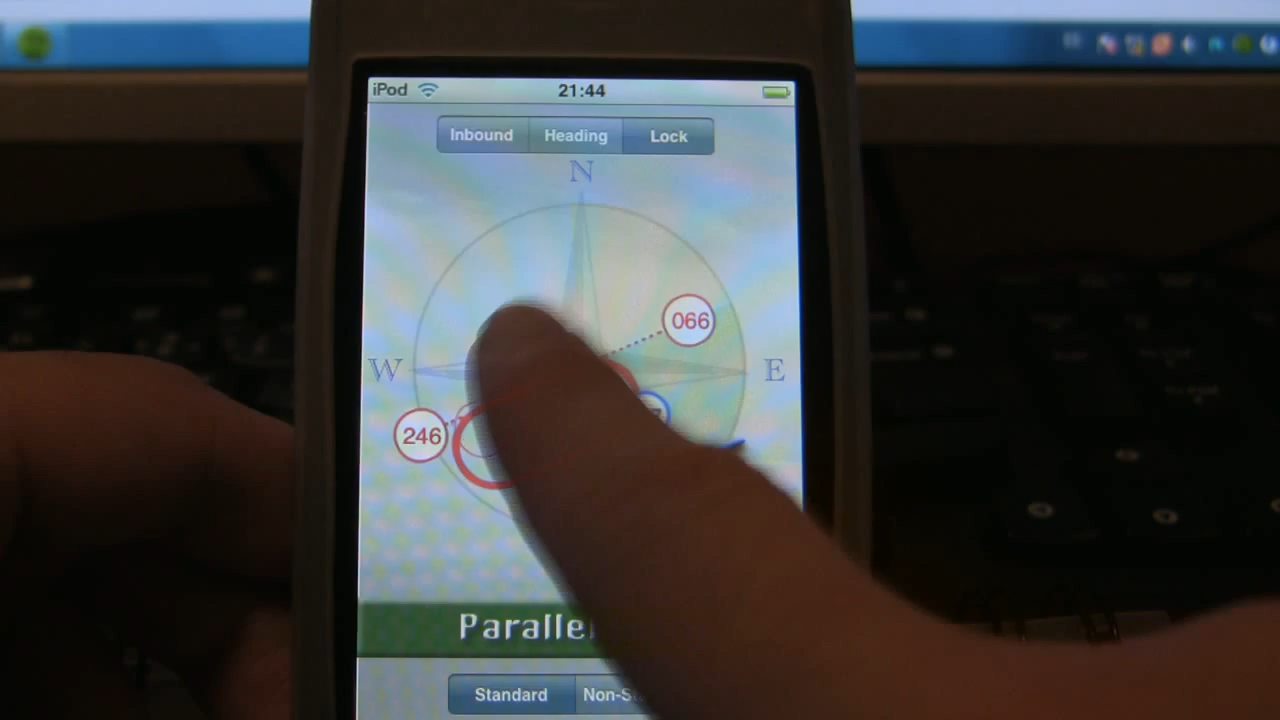 iPod 21:44
Inbound Heading Lock
N
066
W E
246
Paralle
Standard Non-S